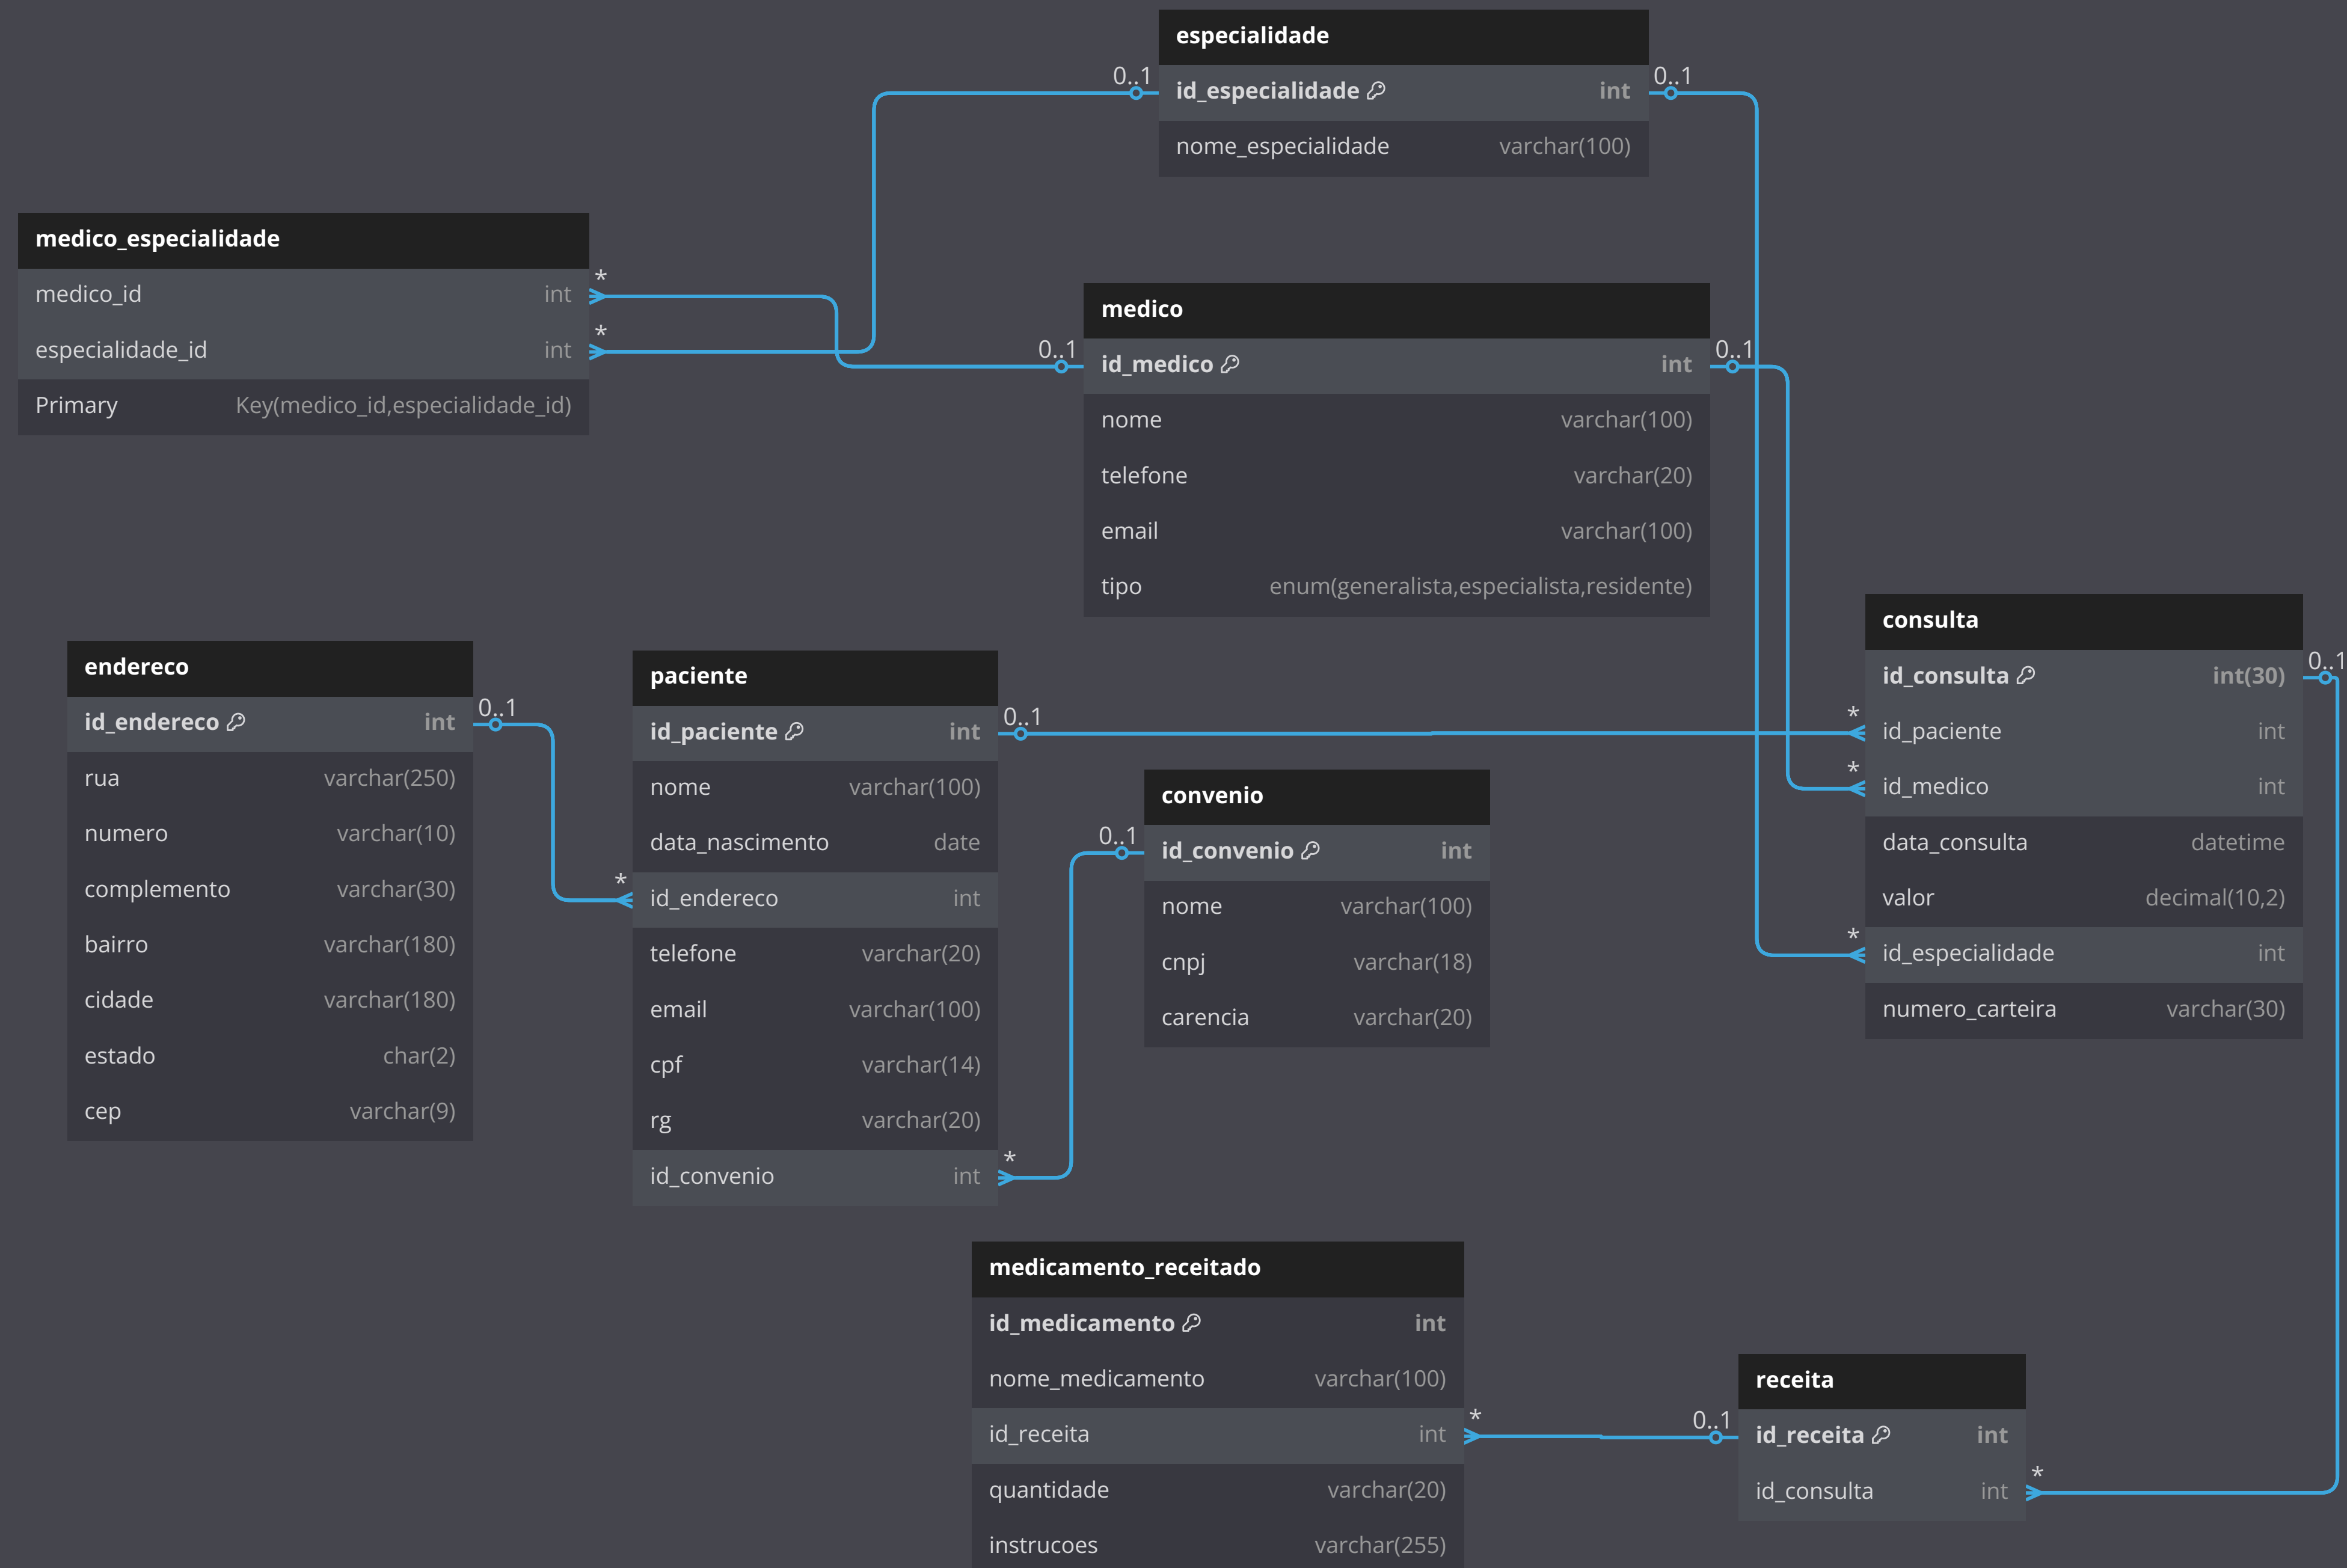 especialidade
0..1 id_especialidade int 0..1
nome_especialidade varchar(100)
medico_especialidade
medico_id int *
especialidade_id int *
Primary Key(medico_id,especialidade_id)
medico
0..1 id_medico int 0..1
nome varchar(100)
telefone varchar(20)
email varchar(100)
tipo enum(generalista,especialista,residente)
endereco
id_endereco int 0..1
rua varchar(250)
numero varchar(10)
complemento varchar(30)
bairro varchar(180)
cidade varchar(180)
estado char(2)
cep varchar(9)
paciente
id_paciente int 0..1
nome varchar(100)
data_nascimento date
* id_endereco int
telefone varchar(20)
email varchar(100)
cpf varchar(14)
rg varchar(20)
id_convenio int *
convenio
0..1 id_convenio int
nome varchar(100)
cnpj varchar(18)
carencia varchar(20)
consulta
id_consulta int(30) 0..1
* id_paciente int
* id_medico int
data_consulta datetime
valor decimal(10,2)
* id_especialidade int
numero_carteira varchar(30)
medicamento_receitado
id_medicamento int
nome_medicamento varchar(100)
id_receita int *
quantidade varchar(20)
instrucoes varchar(255)
receita
0..1 id_receita int
id_consulta int *